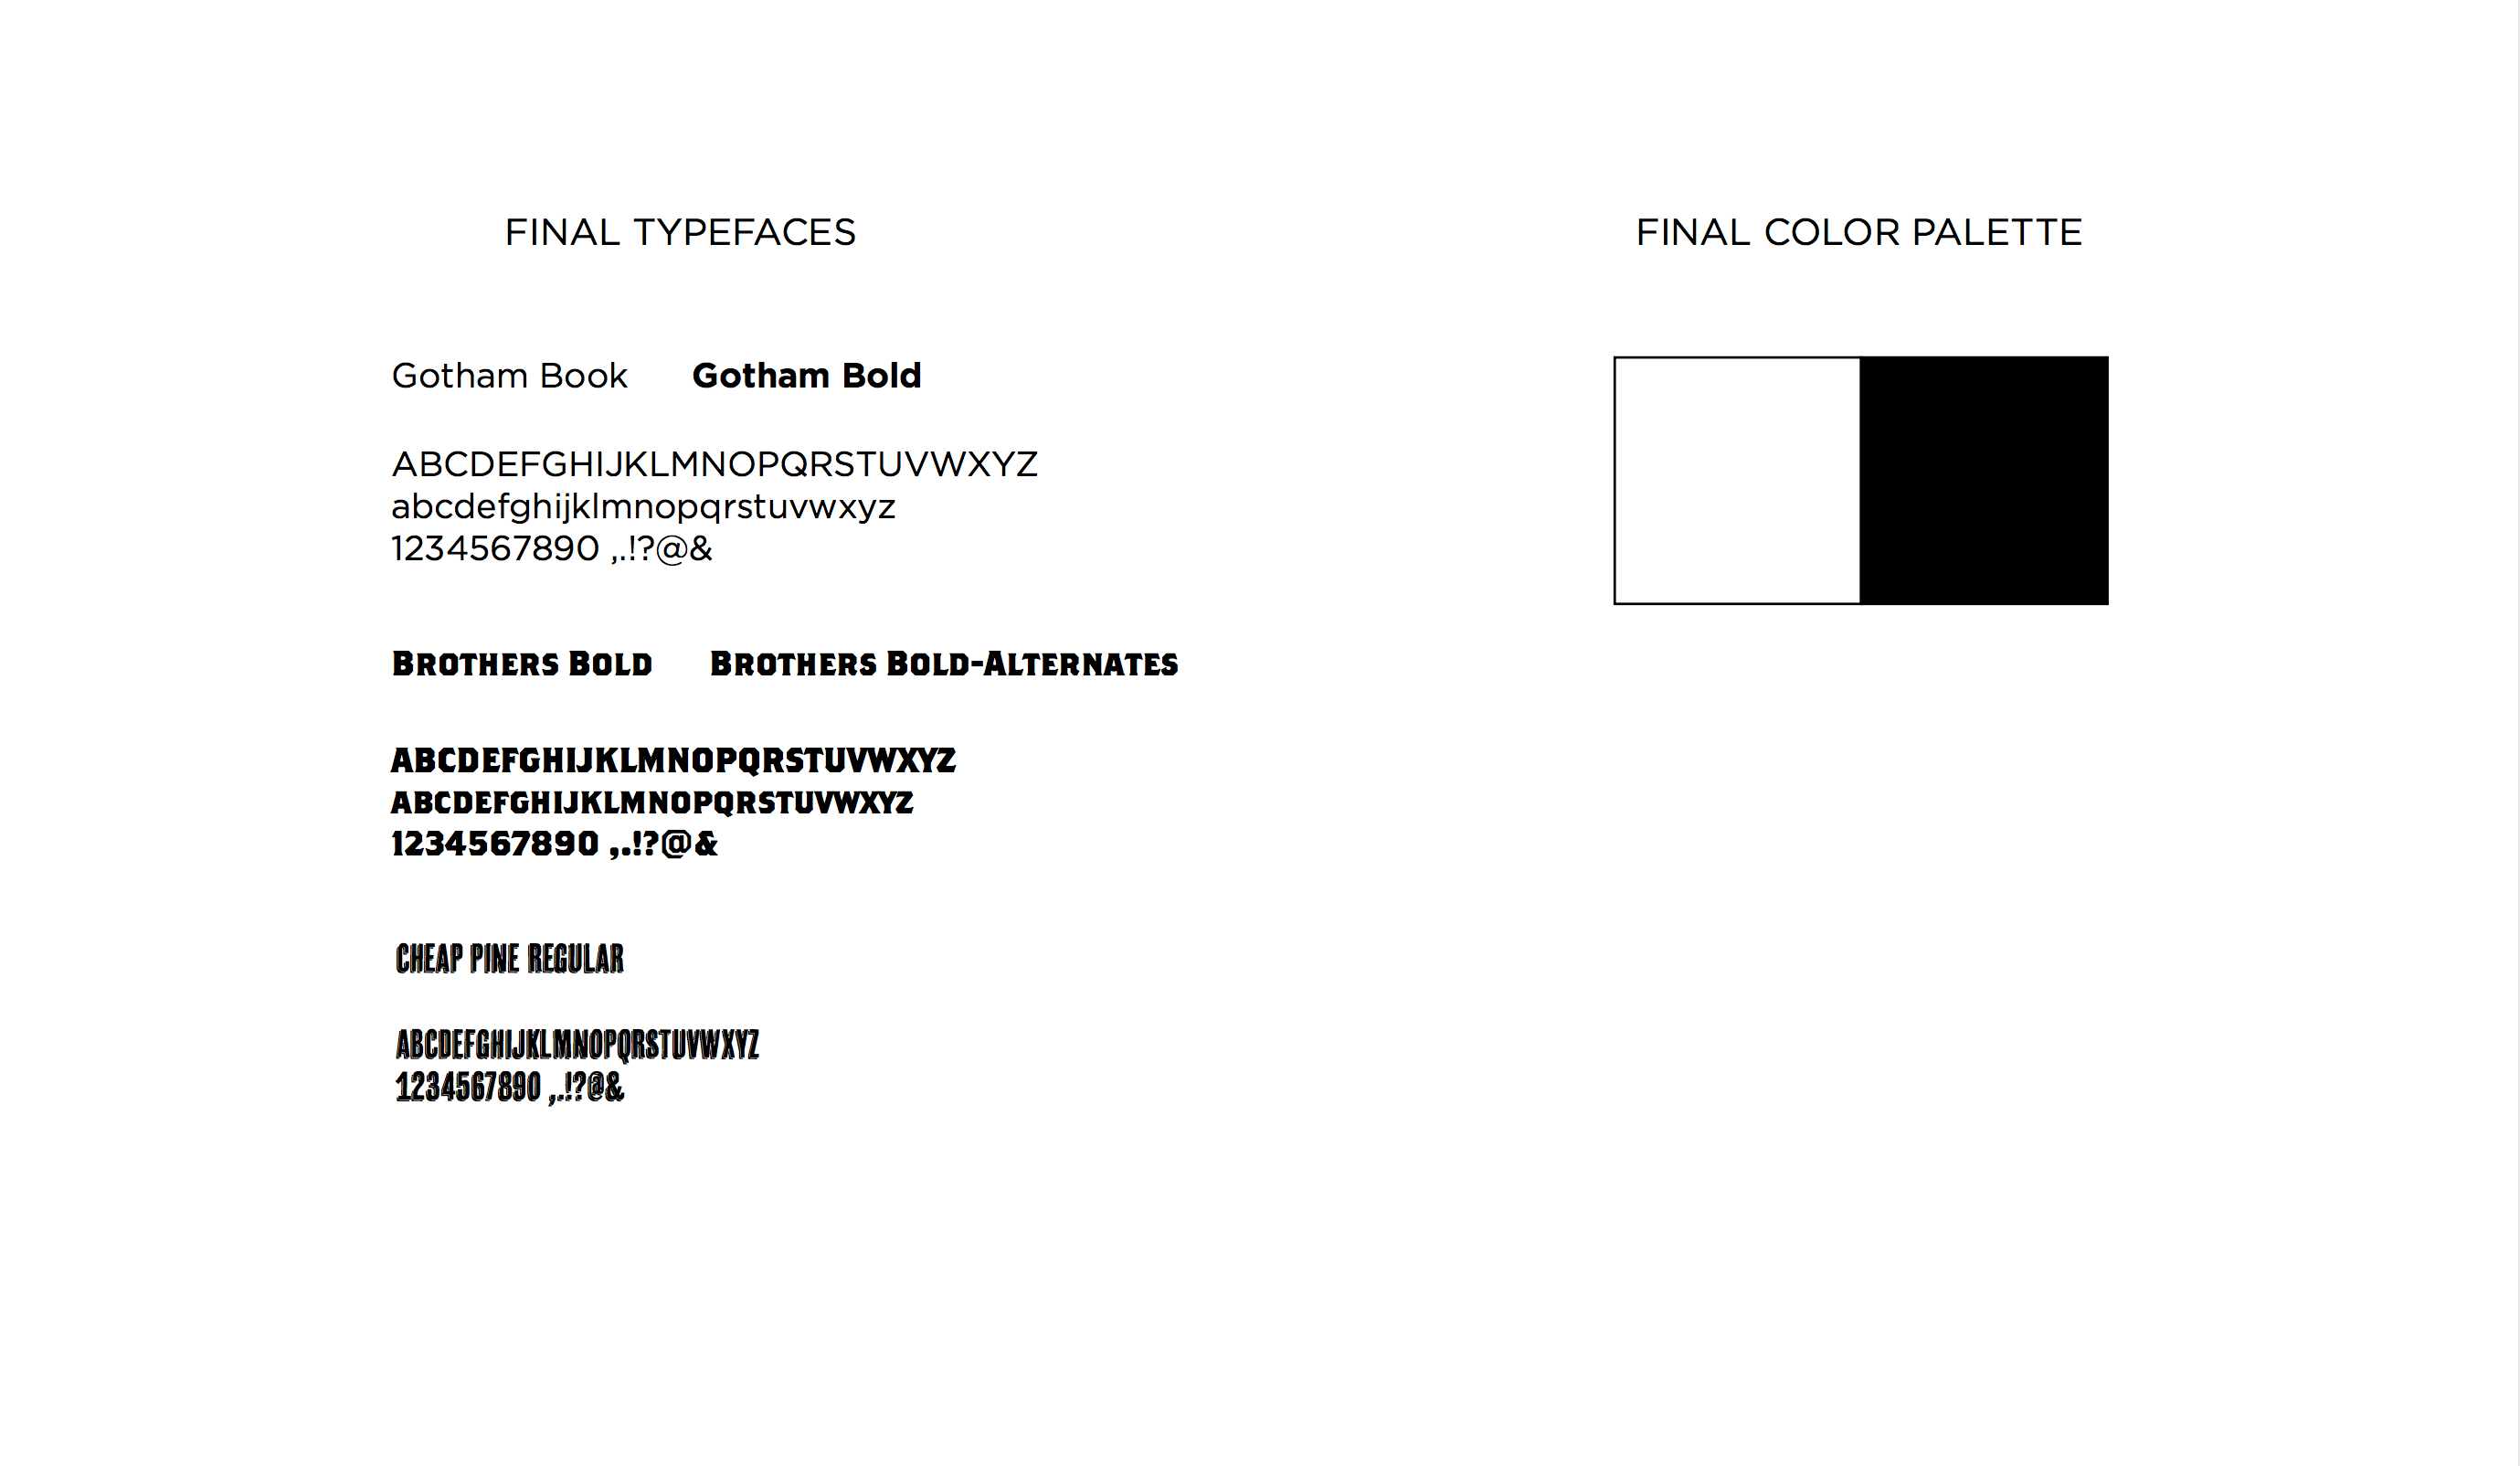 FINAL TYPEFACES
Gotham Book Gotham Bold
ABCDEFGHIJKLMNOPQRSTUVWXYZ
abcdefghijklmnopqrstuvwxyz
1234567890 ,.!?@&
BROTHERS BOLD BROTHERS BOLD-ALTERNATES
ABCDEFGHIJKLMNOPQRSTUVWXYZ
ABCDEFGHIJKLMNOPQRSTUVWXYZ
1234567890 ,.!?@&
CHEAP PINE REGULAR
ABCDEFGHIJKLMNOPQRSTUVWXYZ
1234567890 ,.!?@&
FINAL COLOR PALETTE